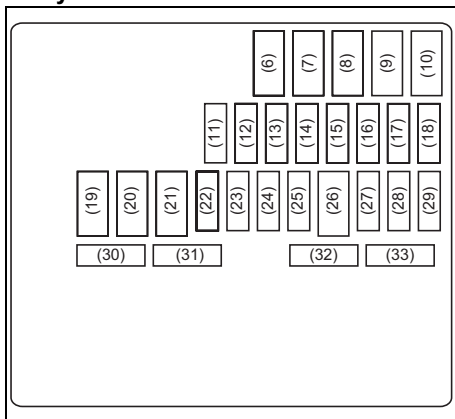 (6) (7) (8) (9) (10)
(11) (12) (13) (14) (15) (16) (17) (18)
(19) (20) (21) (22) (23) (24) (25) (26) (27) (28) (29)
(30) (31) (32) (33)